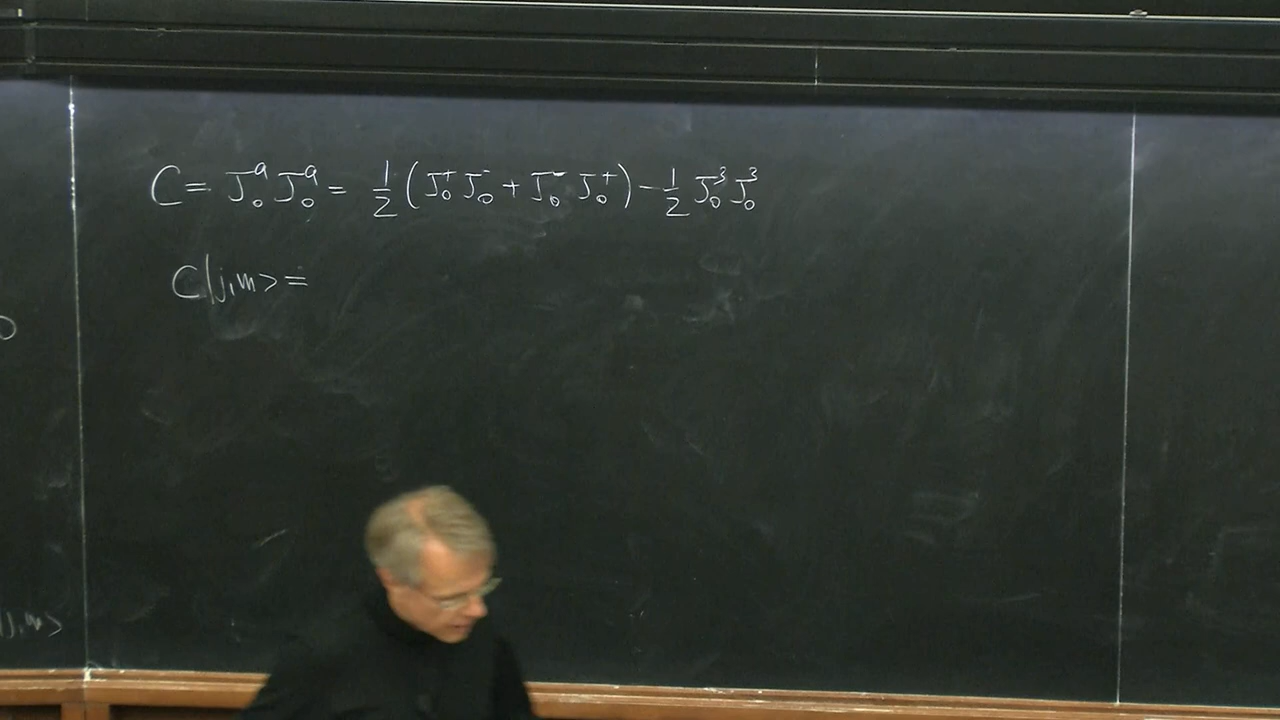 C = J₀ᵃ J₀ᵃ = 1/2 (J₀⁺ J₀⁻ + J₀⁻ J₀⁺) − 1/2 J₀³ J₀³
C|j,m> =
|j,m>